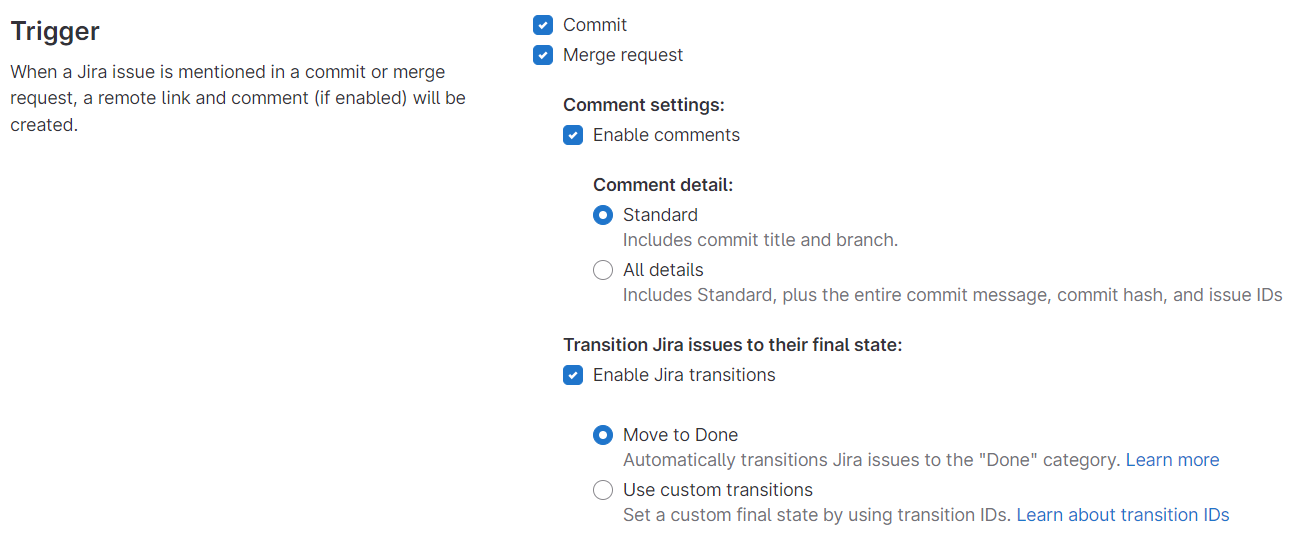 Trigger
When a Jira issue is mentioned in a commit or merge
request, a remote link and comment (if enabled) will be
created.
Commit
Merge request
Comment settings:
Enable comments
Comment detail:
Standard
Includes commit title and branch.
All details
Includes Standard, plus the entire commit message, commit hash, and issue IDs
Transition Jira issues to their final state:
Enable Jira transitions
Move to Done
Automatically transitions Jira issues to the "Done" category. Learn more
Use custom transitions
Set a custom final state by using transition IDs. Learn about transition IDs